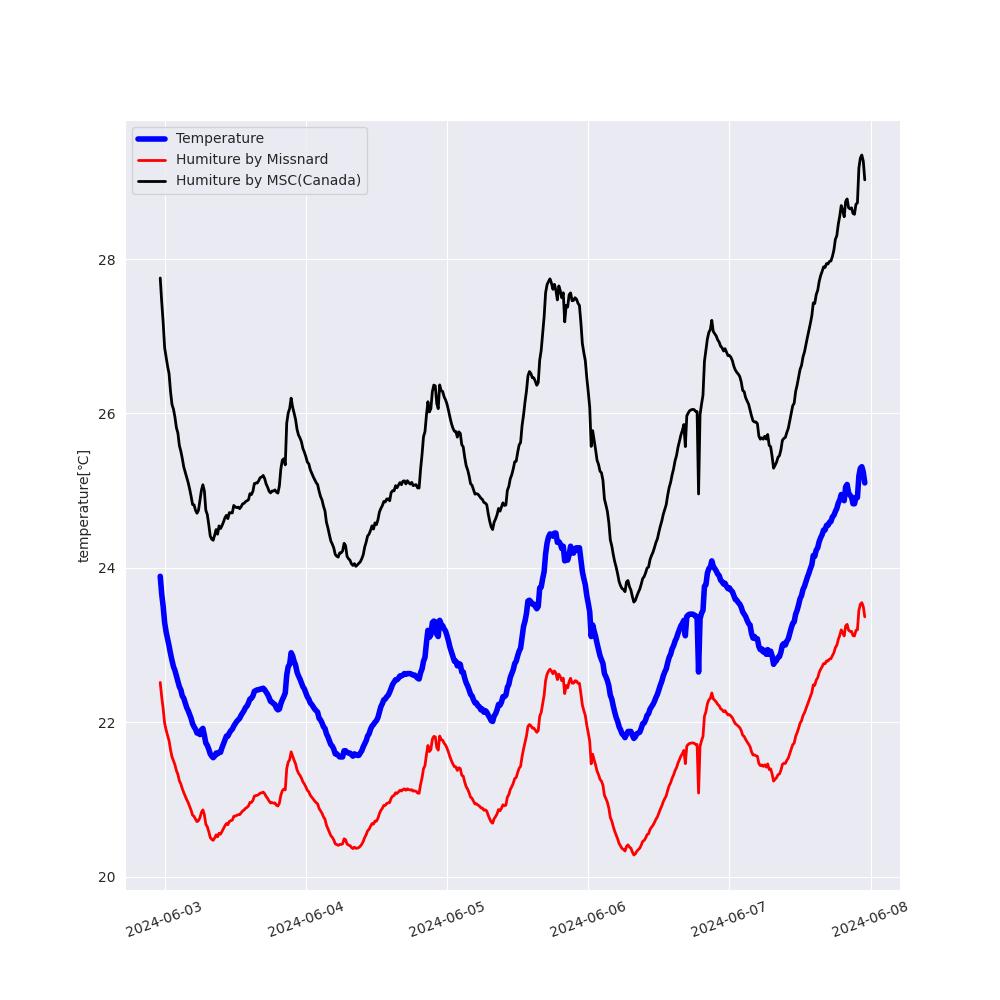 Temperature
Humiture by Missnard
Humiture by MSC(Canada)
28
26
24
22
20
temperature[℃]
2024-06-03
2024-06-04
2024-06-05
2024-06-06
2024-06-07
2024-06-08